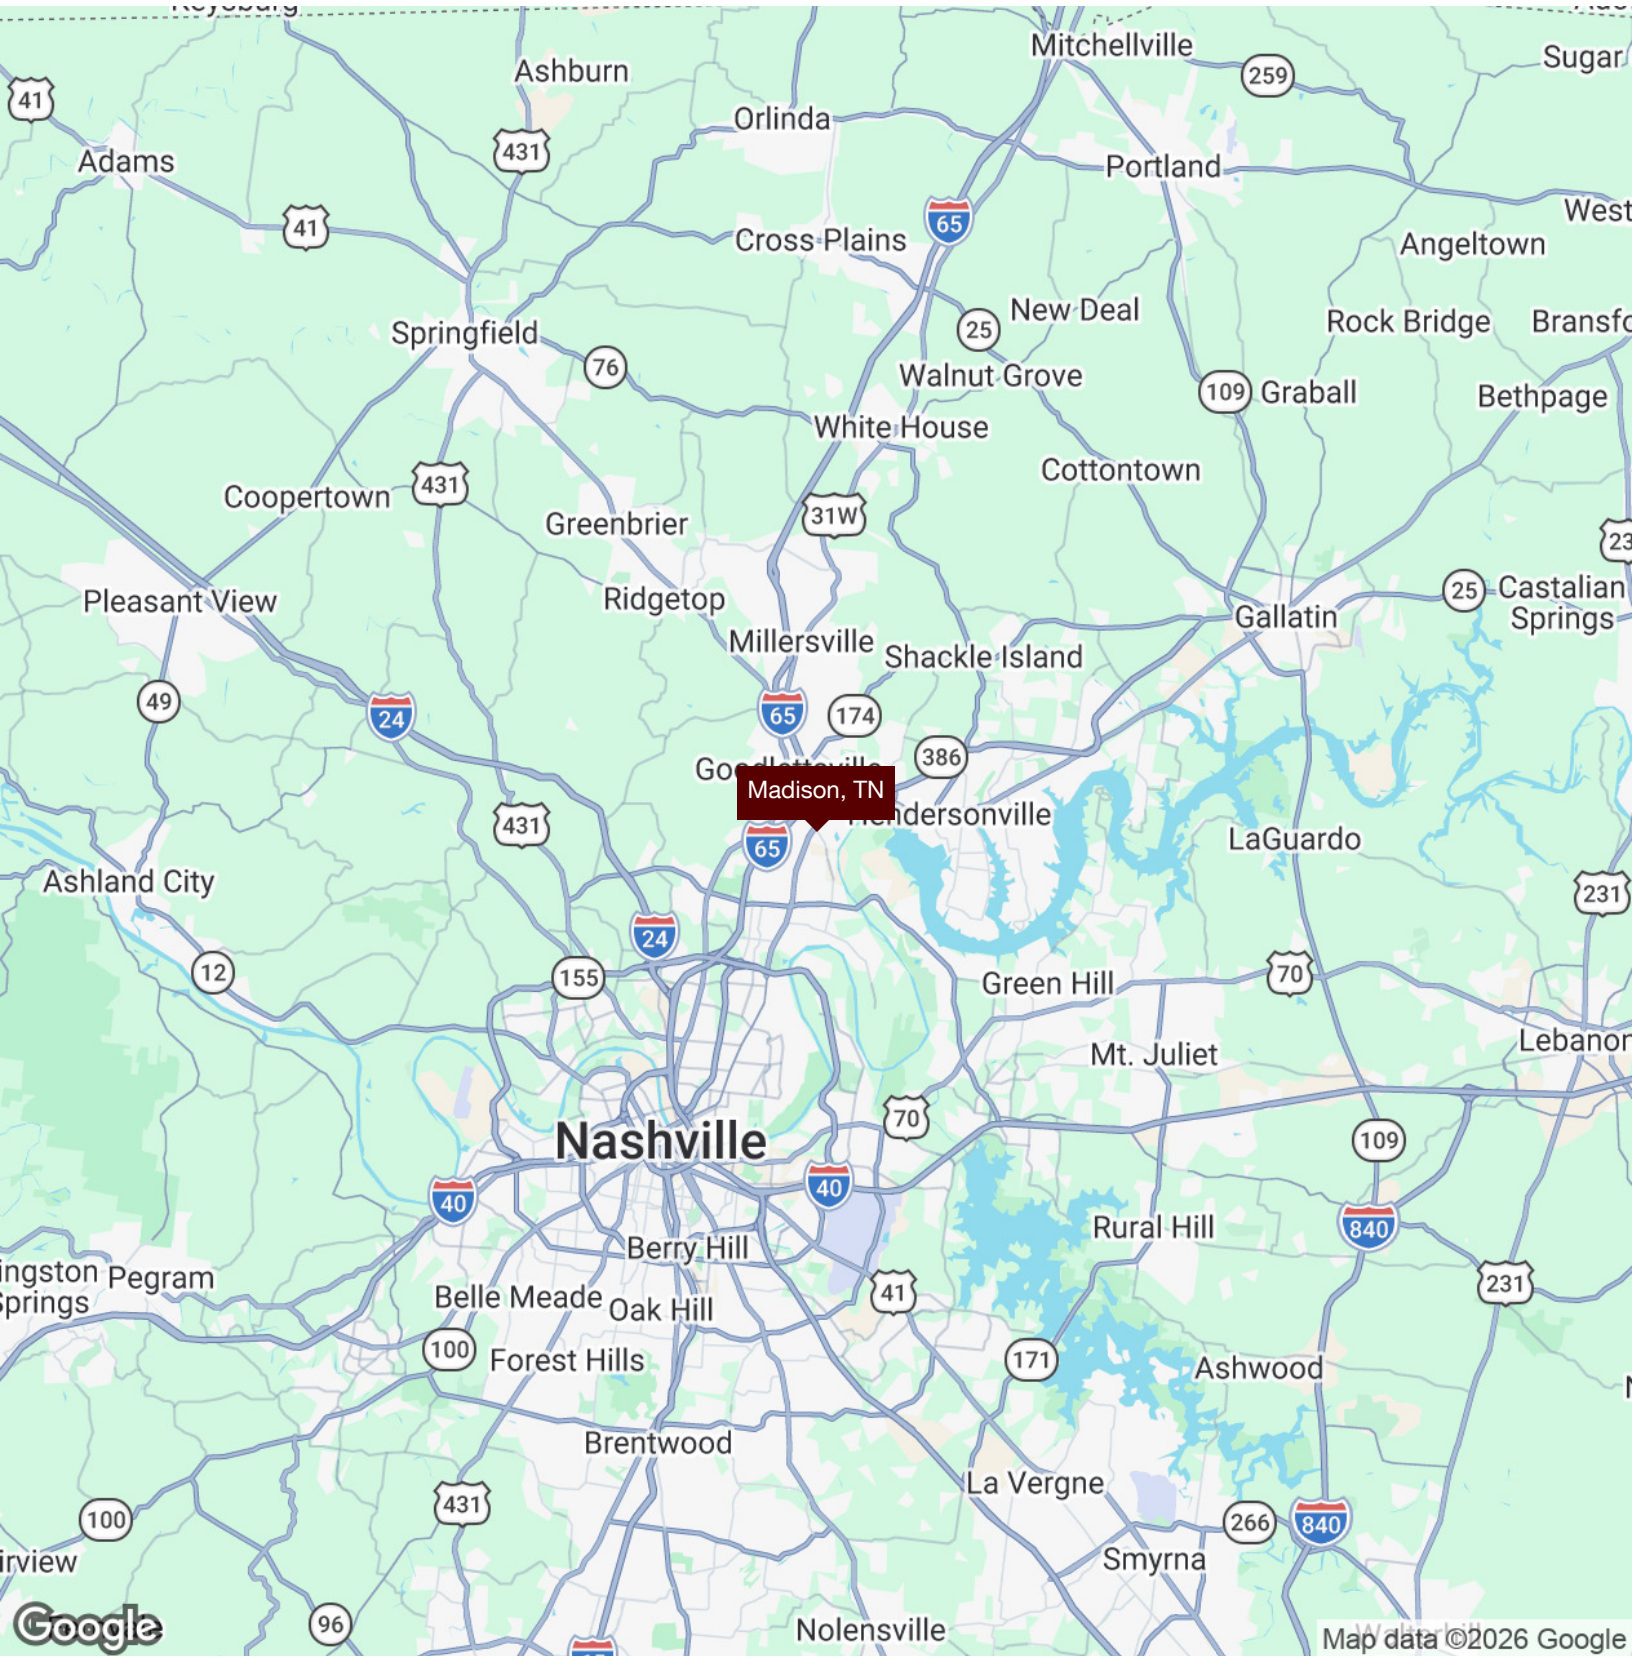 Mitchellville
259
Sugar
Ashburn
41
Orlinda
431
Adams
Portland
41
65
West
Cross Plains
Angeltown
New Deal
25
Rock Bridge
Springfield
76
Walnut Grove
109
Graball
Bethpage
White House
Cottontown
431
Coopertown
31W
Greenbrier
Pleasant View
Ridgetop
25
Castalian
Springs
Gallatin
Millersville
Shackle Island
49
24
65
174
386
Madison, TN
Hendersonville
431
65
LaGuardo
Ashland City
231
24
12
155
Green Hill
70
Lebanon
Mt. Juliet
70
Nashville
109
40
40
840
Rural Hill
Berry Hill
Pegram
Springs
231
Belle Meade
Oak Hill
41
100
Forest Hills
171
Ashwood
Brentwood
La Vergne
431
100
266
840
Smyrna
96
Google
Nolensville
Map data ©2026 Google